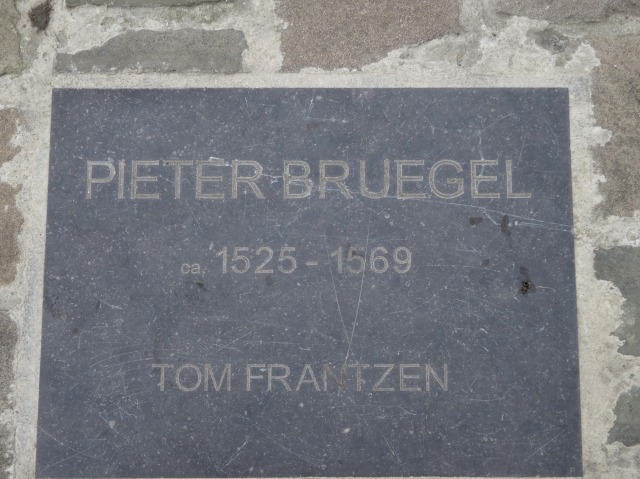 PIETER BRUEGEL
ca. 1525 - 1569
TOM FRANTZEN